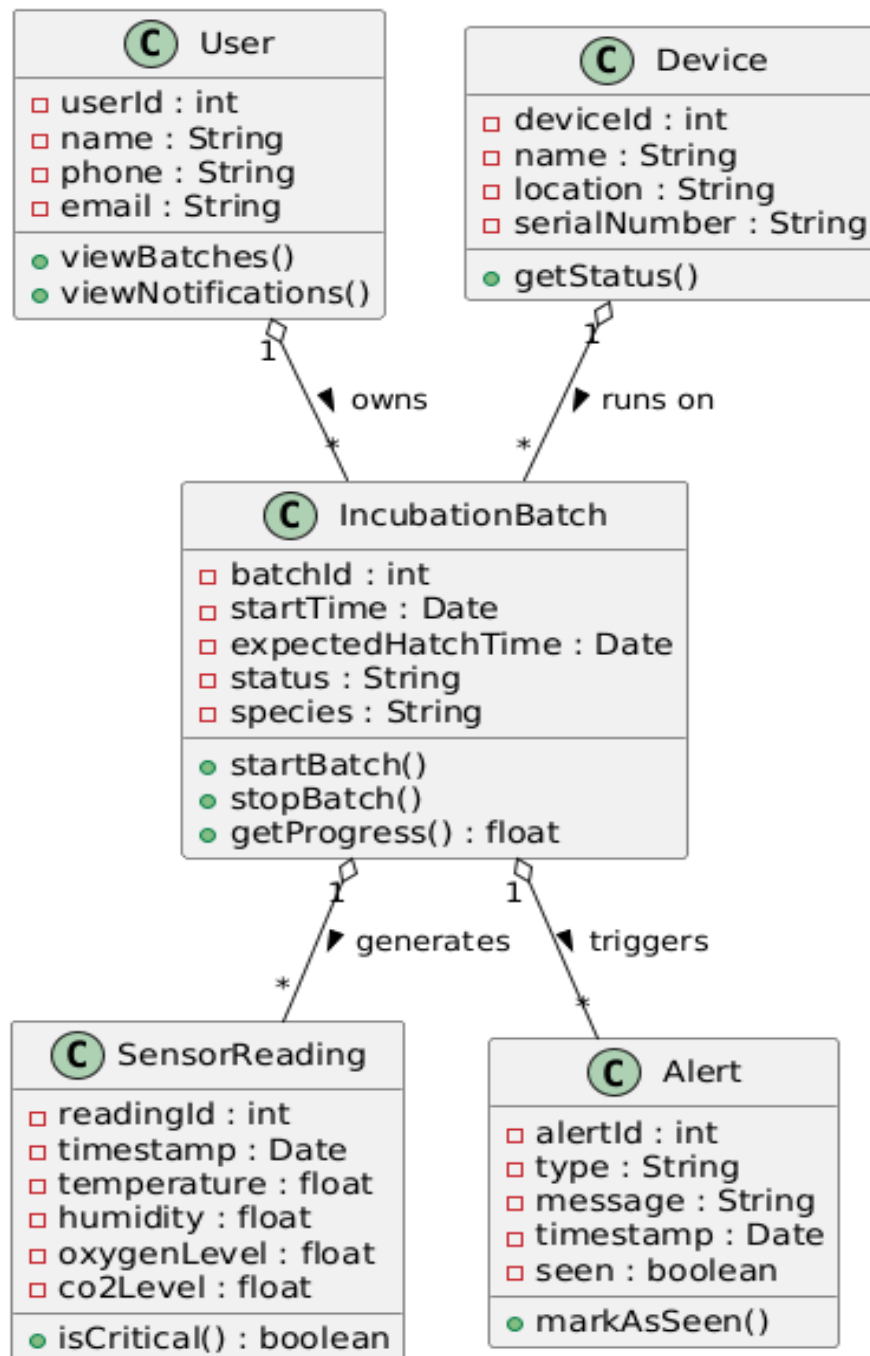 C User
userId : int
name : String
phone : String
email : String
viewBatches()
viewNotifications()
C Device
deviceId : int
name : String
location : String
serialNumber : String
getStatus()
1
owns
*
1
runs on
*
C IncubationBatch
batchId : int
startTime : Date
expectedHatchTime : Date
status : String
species : String
startBatch()
stopBatch()
getProgress() : float
1
generates
*
1
triggers
*
C SensorReading
readingId : int
timestamp : Date
temperature : float
humidity : float
oxygenLevel : float
co2Level : float
isCritical() : boolean
C Alert
alertId : int
type : String
message : String
timestamp : Date
seen : boolean
markAsSeen()